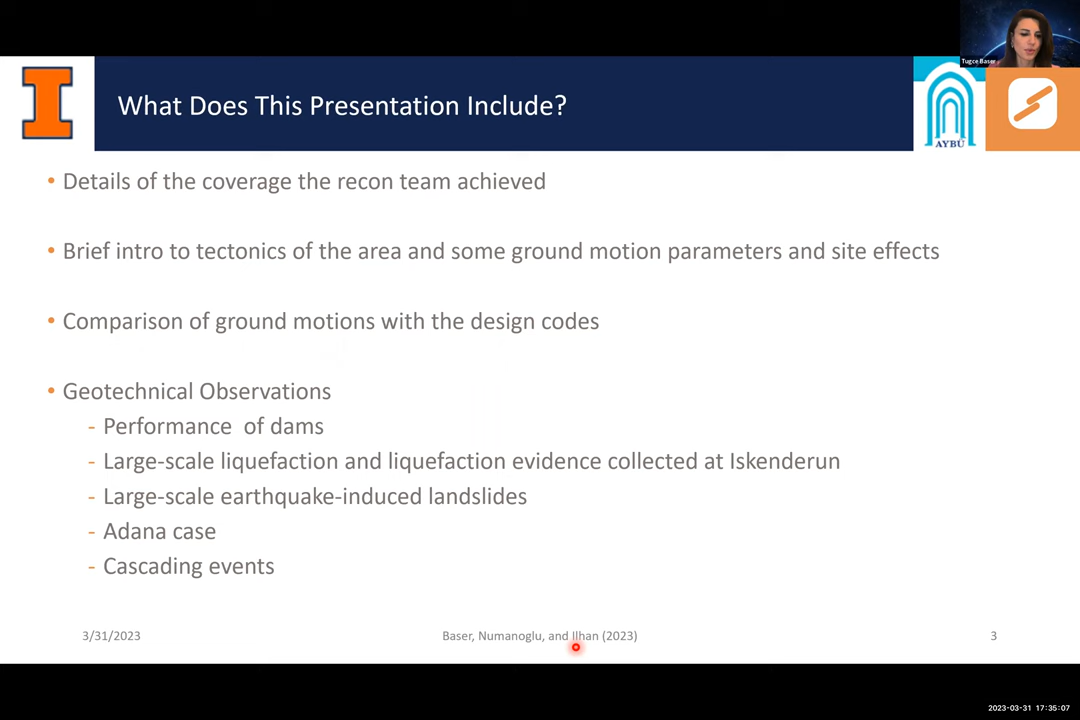 Tugce Baser
What Does This Presentation Include?
AYBÜ
• Details of the coverage the recon team achieved
• Brief intro to tectonics of the area and some ground motion parameters and site effects
• Comparison of ground motions with the design codes
• Geotechnical Observations
- Performance of dams
- Large-scale liquefaction and liquefaction evidence collected at Iskenderun
- Large-scale earthquake-induced landslides
- Adana case
- Cascading events
3/31/2023 Baser, Numanoglu, and Ilhan (2023) 3
2023-03-31 17:35:07